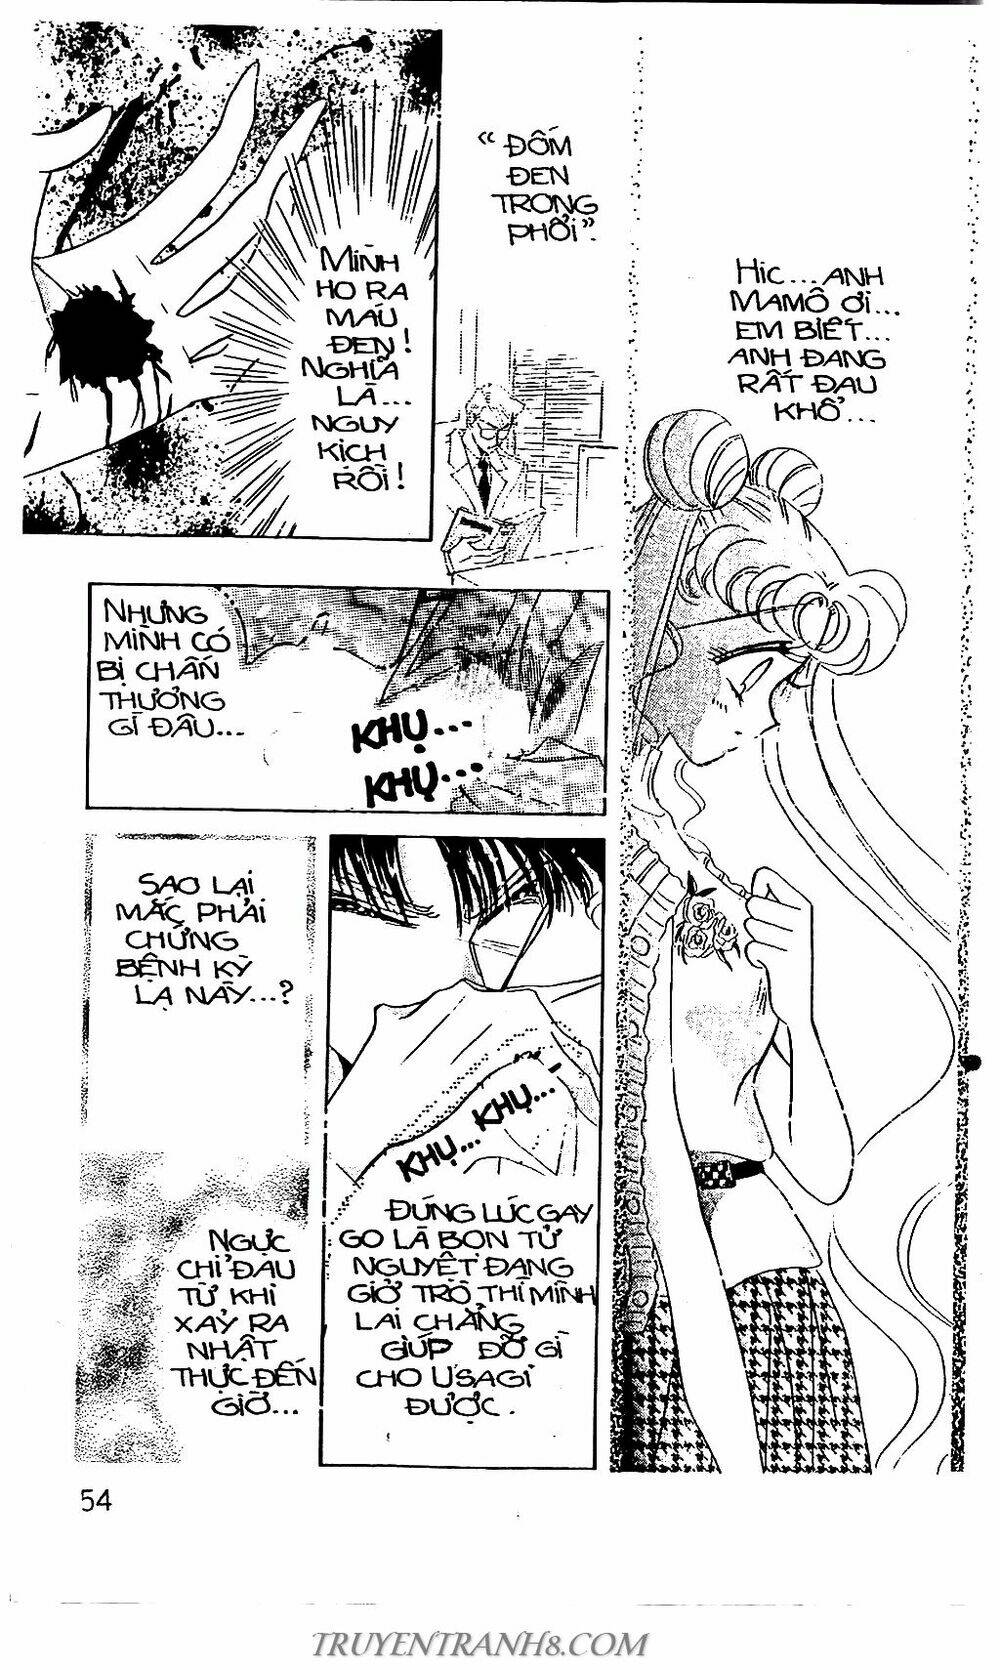 MÌNH
HO RA
MÁU
ĐEN!
NGHĨA
LÀ...
NGUY
KỊCH
RỒI!
“ĐỐM
ĐEN
TRONG
PHỔI”.
HIC....ANH
MAMÔ ƠI...
EM BIẾT...
ANH ĐANG
RẤT ĐAU
KHỔ...
NHƯNG
MÌNH CÓ
BỊ CHẤN
THƯƠNG
GÌ ĐÂU...
KHỤ...
KHỤ...
SAO LẠI
MẮC PHẢI
CHỨNG
BỆNH KỲ
LẠ NÀY...?
KHỤ... KHỤ...
NGỰC
CHỈ ĐAU
TỪ KHI
XẢY RA
NHẬT
THỰC ĐẾN
GIỜ...
ĐÚNG LÚC GAY
GO LÀ BỌN TỬ
NGUYỆT ĐANG
GIỞ TRÒ THÌ MÌNH
LẠI CHẲNG
GIÚP ĐỠ GÌ
CHO USAGI
ĐƯỢC.
54
TRUYENTRANH8.COM